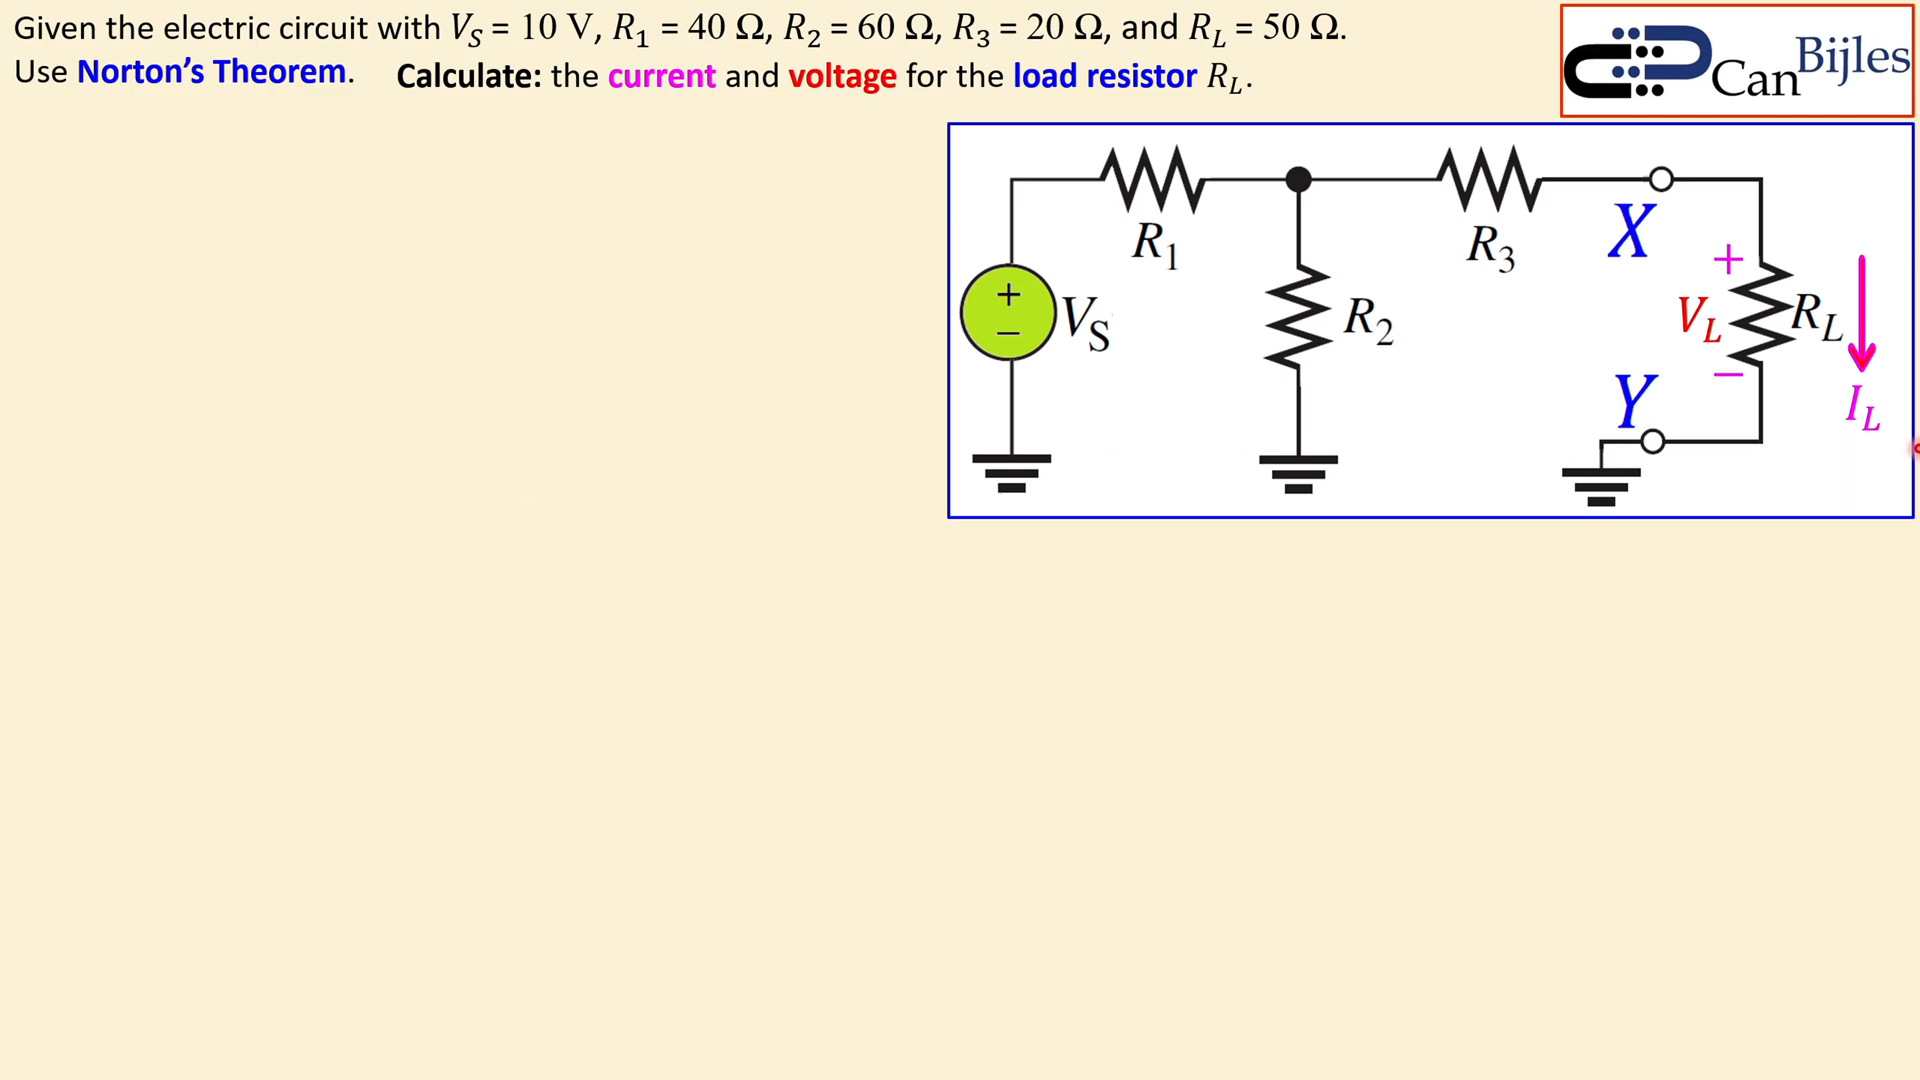 Given the electric circuit with V_S = 10 V, R_1 = 40 Ω, R_2 = 60 Ω, R_3 = 20 Ω, and R_L = 50 Ω.
Use Norton’s Theorem. Calculate: the current and voltage for the load resistor R_L.
Can Bijles
R_1
R_3
X
+
+
−
V_S
R_2
V_L
R_L
−
Y
I_L